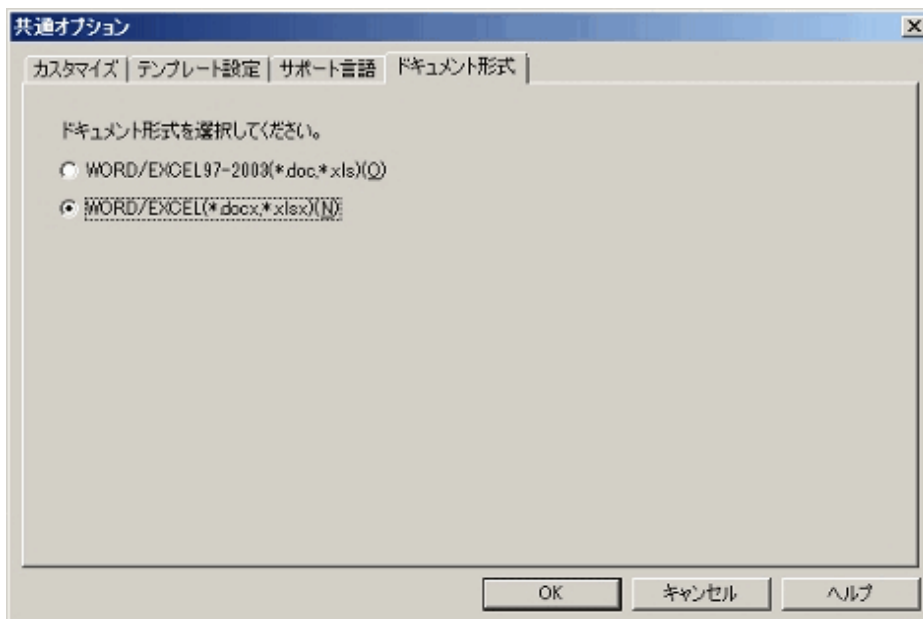 共通オプション
カスタマイズ テンプレート設定 サポート言語 ドキュメント形式
ドキュメント形式を選択してください。
WORD/EXCEL97-2003(*.doc,*.xls)(O)
WORD/EXCEL(*.docx,*.xlsx)(N)
OK キャンセル ヘルプ